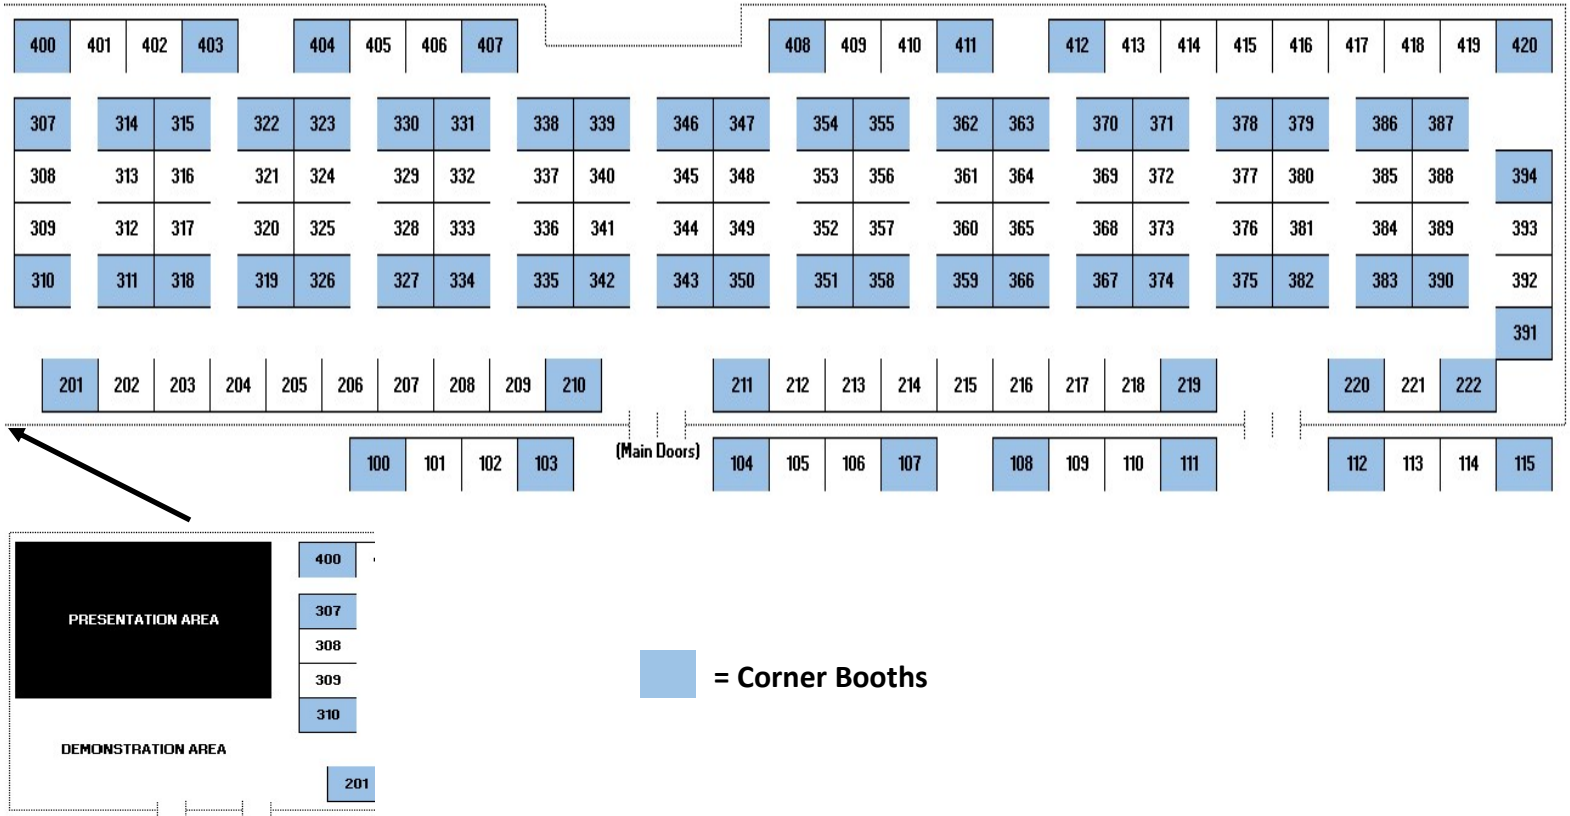 400 401 402 403 404 405 406 407 408 409 410 411 412 413 414 415 416 417 418 419 420
307 314 315 322 323 330 331 338 339 346 347 354 355 362 363 370 371 378 379 386 387
308 313 316 321 324 329 332 337 340 345 348 353 356 361 364 369 372 377 380 385 388 394
309 312 317 320 325 328 333 336 341 344 349 352 357 360 365 368 373 376 381 384 389 393
310 311 318 319 326 327 334 335 342 343 350 351 358 359 366 367 374 375 382 383 390 392
391
201 202 203 204 205 206 207 208 209 210 211 212 213 214 215 216 217 218 219 220 221 222
100 101 102 103 (Main Doors) 104 105 106 107 108 109 110 111 112 113 114 115
400
307
PRESENTATION AREA
308
309
310
DEMONSTRATION AREA
201
= Corner Booths